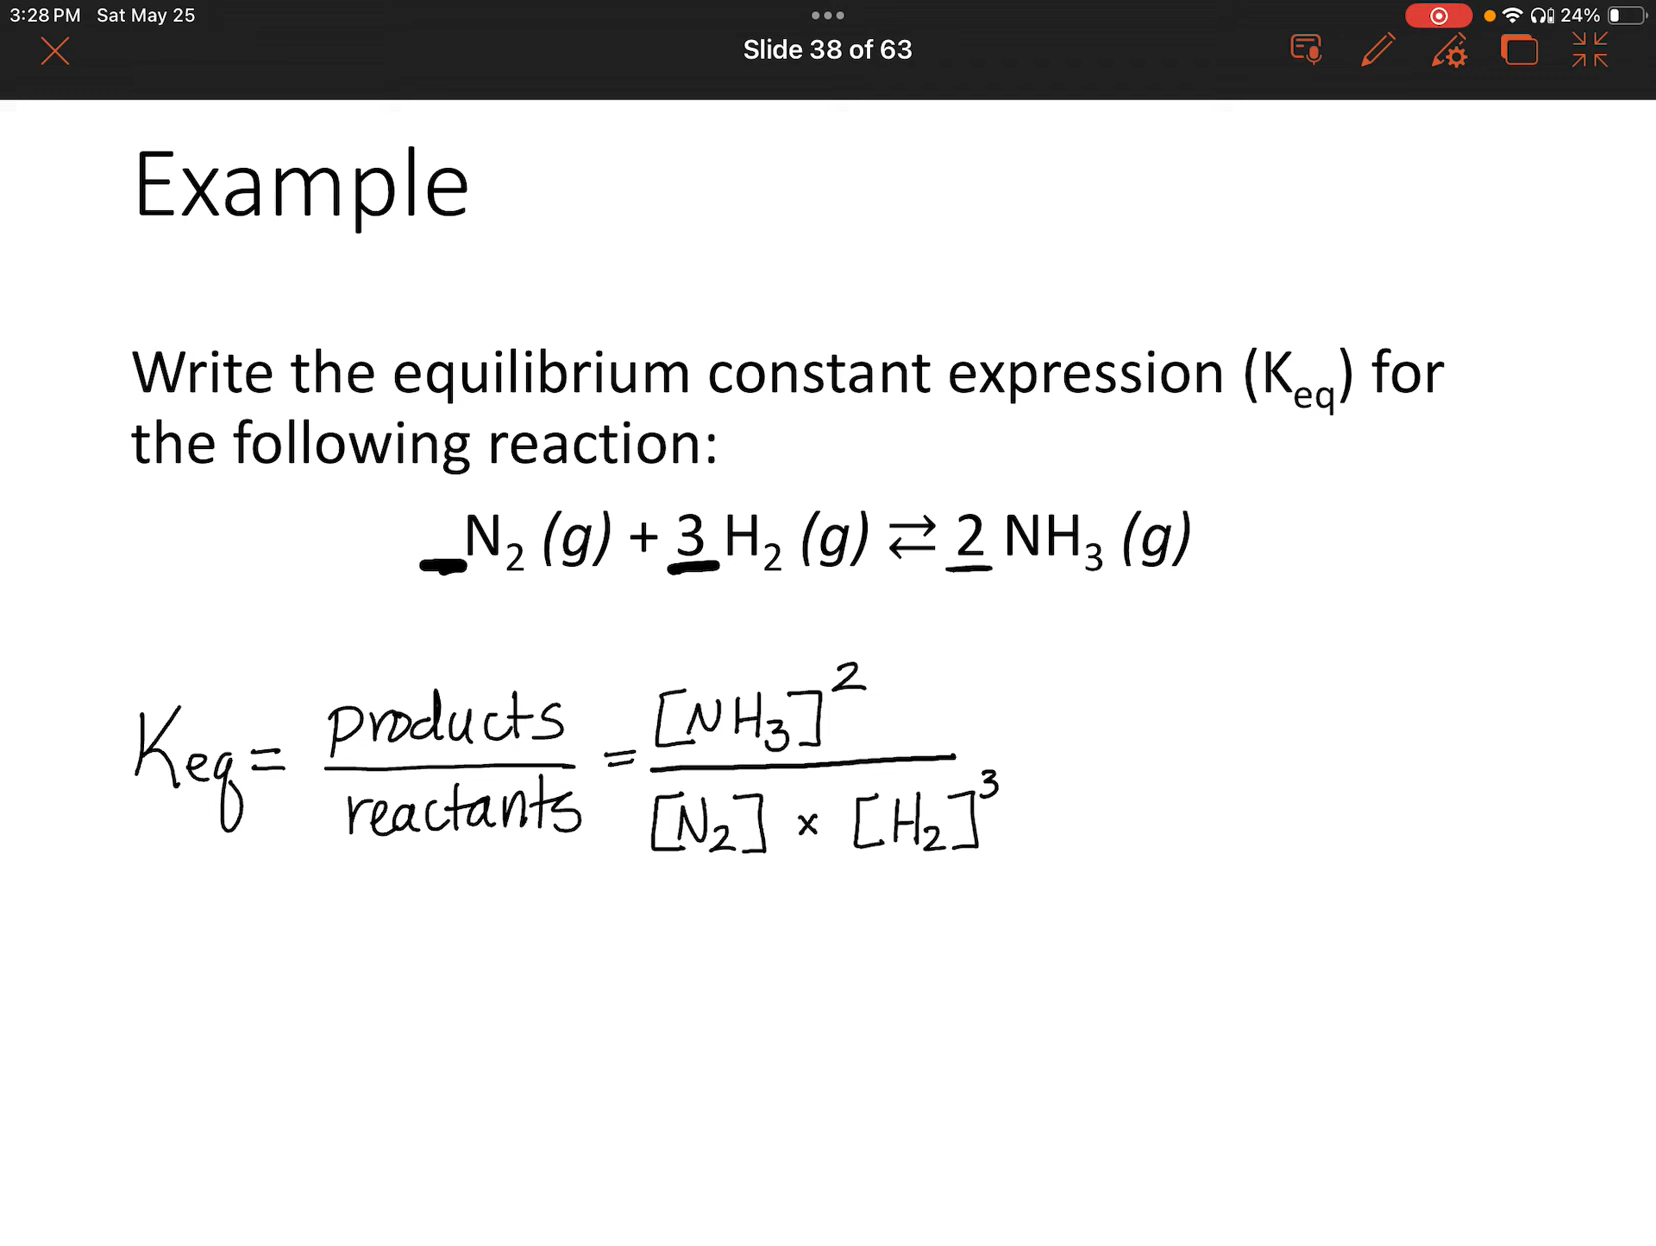 3:28 PM Sat May 25
24%
Slide 38 of 63
Example
Write the equilibrium constant expression (Keq) for
the following reaction:
_N₂ (g) + 3 H₂ (g) ⇄ 2 NH₃ (g)
Keq = products / reactants = [NH₃]² / [N₂] × [H₂]³